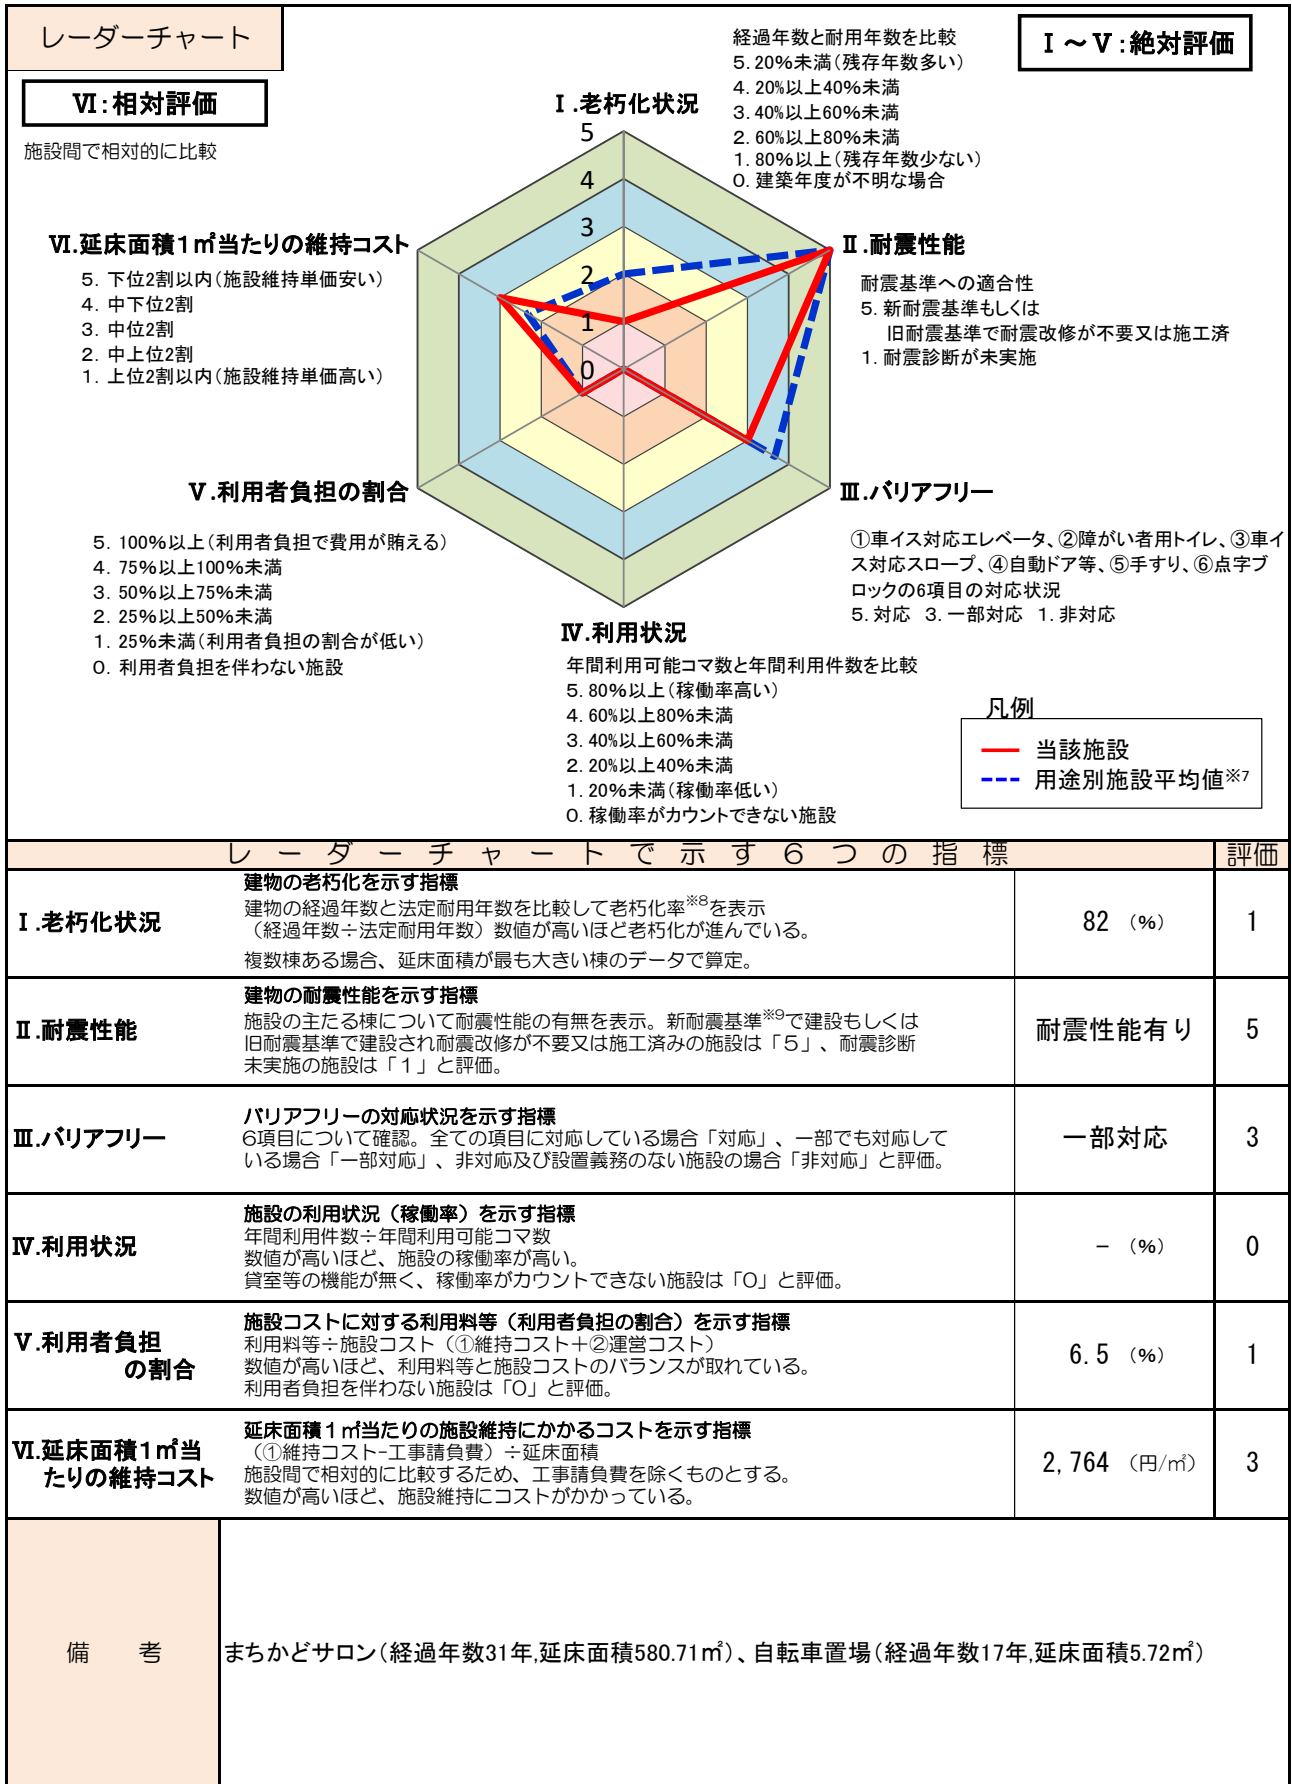 レーダーチャート
Ⅰ～Ⅴ:絶対評価
Ⅵ:相対評価
施設間で相対的に比較
Ⅰ.老朽化状況
経過年数と耐用年数を比較
5.20%未満(残存年数多い)
4.20%以上40%未満
3.40%以上60%未満
2.60%以上80%未満
1.80%以上(残存年数少ない)
0.建築年度が不明な場合
5
4
3
2
1
0
Ⅱ.耐震性能
耐震基準への適合性
5.新耐震基準もしくは
旧耐震基準で耐震改修が不要又は施工済
1.耐震診断が未実施
Ⅵ.延床面積1㎡当たりの維持コスト
5.下位2割以内(施設維持単価安い)
4.中下位2割
3.中位2割
2.中上位2割
1.上位2割以内(施設維持単価高い)
Ⅲ.バリアフリー
①車イス対応エレベータ、②障がい者用トイレ、③車イ
ス対応スロープ、④自動ドア等、⑤手すり、⑥点字ブ
ロックの6項目の対応状況
5.対応 3.一部対応 1.非対応
Ⅴ.利用者負担の割合
5.100%以上(利用者負担で費用が賄える)
4.75%以上100%未満
3.50%以上75%未満
2.25%以上50%未満
1.25%未満(利用者負担の割合が低い)
0.利用者負担を伴わない施設
Ⅳ.利用状況
年間利用可能コマ数と年間利用件数を比較
5.80%以上(稼働率高い)
4.60%以上80%未満
3.40%以上60%未満
2.20%以上40%未満
1.20%未満(稼働率低い)
0.稼働率がカウントできない施設
凡例
当該施設
用途別施設平均値※7
レーダーチャートで示す6つの指標 評価
Ⅰ.老朽化状況
建物の老朽化を示す指標
建物の経過年数と法定耐用年数を比較して老朽化率※8を表示
（経過年数÷法定耐用年数）数値が高いほど老朽化が進んでいる。
複数棟ある場合、延床面積が最も大きい棟のデータで算定。
82 (%) 1
Ⅱ.耐震性能
建物の耐震性能を示す指標
施設の主たる棟について耐震性能の有無を表示。新耐震基準※9で建設もしくは
旧耐震基準で建設され耐震改修が不要又は施工済みの施設は「5」、耐震診断
未実施の施設は「1」と評価。
耐震性能有り 5
Ⅲ.バリアフリー
バリアフリーの対応状況を示す指標
6項目について確認。全ての項目に対応している場合「対応」、一部でも対応して
いる場合「一部対応」、非対応及び設置義務のない施設の場合「非対応」と評価。
一部対応 3
Ⅳ.利用状況
施設の利用状況（稼働率）を示す指標
年間利用件数÷年間利用可能コマ数
数値が高いほど、施設の稼働率が高い。
貸室等の機能が無く、稼働率がカウントできない施設は「0」と評価。
− (%) 0
Ⅴ.利用者負担
の割合
施設コストに対する利用料等（利用者負担の割合）を示す指標
利用料等÷施設コスト（①維持コスト+②運営コスト）
数値が高いほど、利用料等と施設コストのバランスが取れている。
利用者負担を伴わない施設は「0」と評価。
6.5 (%) 1
Ⅵ.延床面積1㎡当
たりの維持コスト
延床面積1㎡当たりの施設維持にかかるコストを示す指標
（①維持コスト-工事請負費）÷延床面積
施設間で相対的に比較するため、工事請負費を除くものとする。
数値が高いほど、施設維持にコストがかかっている。
2,764 (円/㎡) 3
備 考
まちかどサロン(経過年数31年,延床面積580.71㎡)、自転車置場(経過年数17年,延床面積5.72㎡)